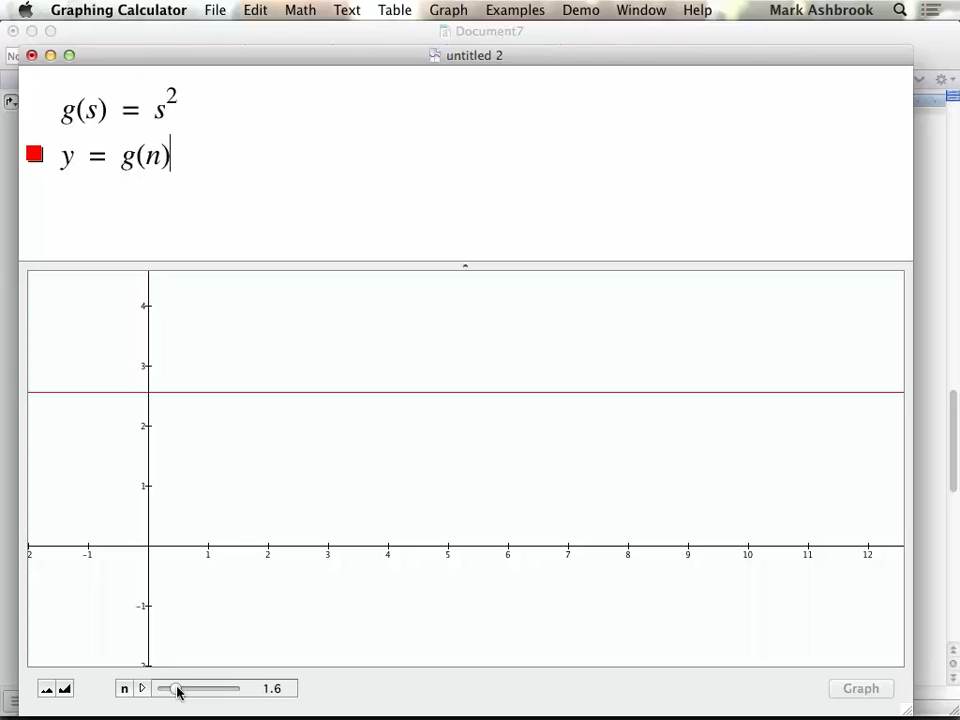 Graphing Calculator File Edit Math Text Table Graph Examples Demo Window Help Mark Ashbrook
Document7
untitled 2
g(s) = s²
y = g(n)
4
3
2
1
2 -1 1 2 3 4 5 6 7 8 9 10 11 12
-1
n 1.6 Graph